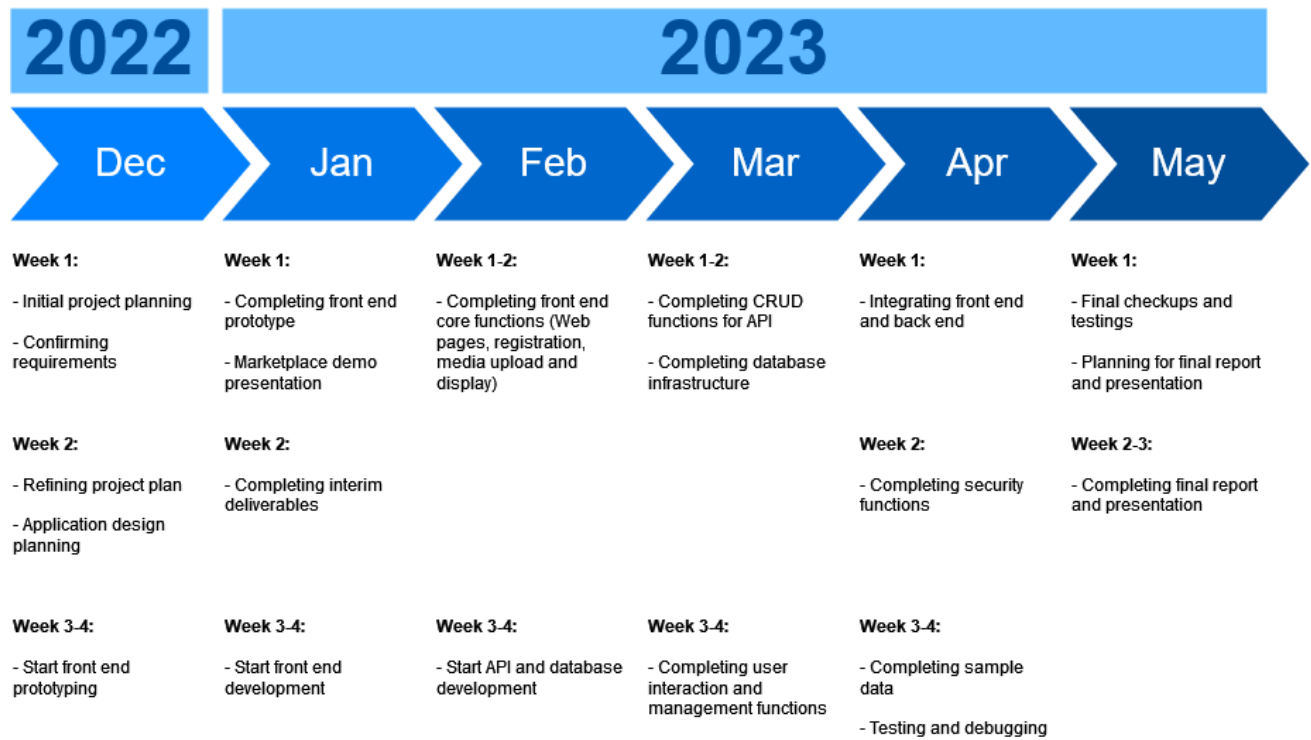 2022
2023
Dec
Jan
Feb
Mar
Apr
May
Week 1:
- Initial project planning
- Confirming
requirements
Week 2:
- Refining project plan
- Application design
planning
Week 3-4:
- Start front end
prototyping
Week 1:
- Completing front end
prototype
- Marketplace demo
presentation
Week 2:
- Completing interim
deliverables
Week 3-4:
- Start front end
development
Week 1-2:
- Completing front end
core functions (Web
pages, registration,
media upload and
display)
Week 3-4:
- Start API and database
development
Week 1-2:
- Completing CRUD
functions for API
- Completing database
infrastructure
Week 3-4:
- Completing user
interaction and
management functions
Week 1:
- Integrating front end
and back end
Week 2:
- Completing security
functions
Week 3-4:
- Completing sample
data
- Testing and debugging
Week 1:
- Final checkups and
testings
- Planning for final report
and presentation
Week 2-3:
- Completing final report
and presentation